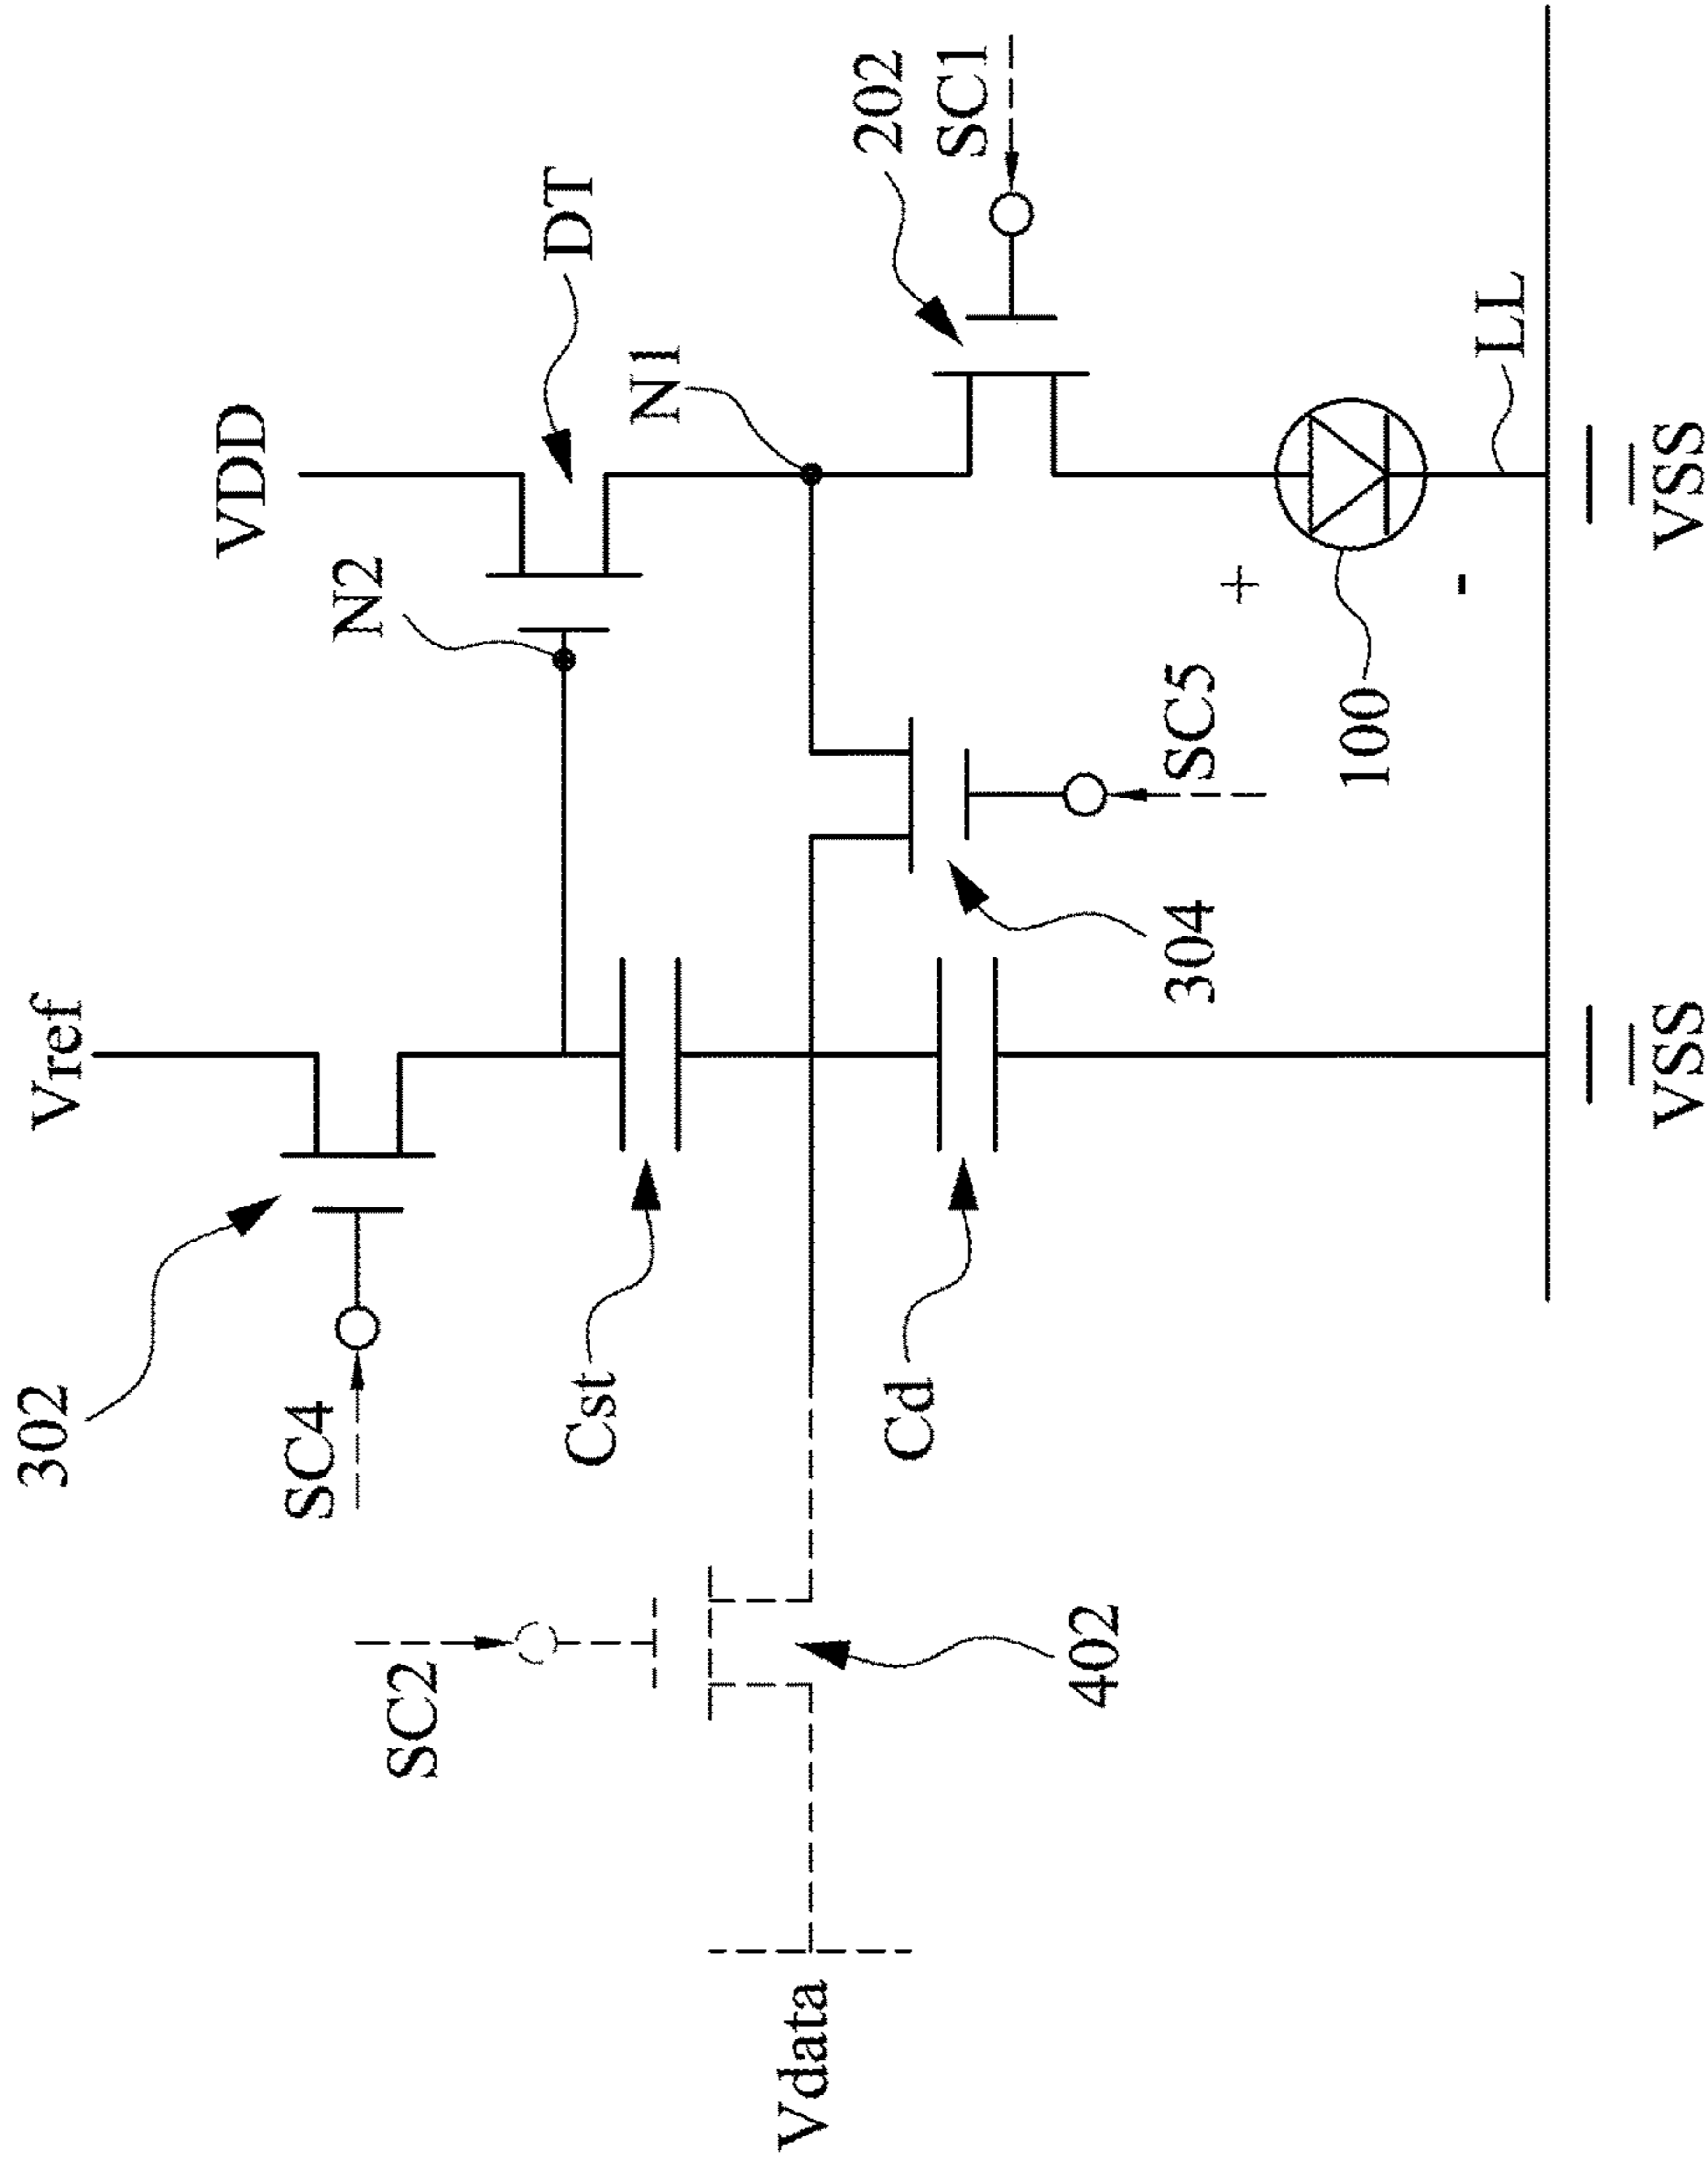 Vref
VDD
302
SC4
N2
DT
SC2
Cst
N1
202
SC1
Vdata
Cd
402
304
SC5
+
-
100
LL
VSS
VSS